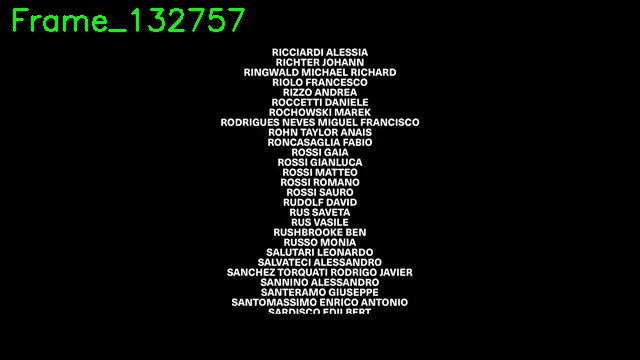 Frame_132757
RICCIARDI ALESSIA
RICHTER JOHANN
RINGWALD MICHAEL RICHARD
RIOLO FRANCESCO
RIZZO ANDREA
ROCCETTI DANIELE
ROCHOWSKI MAREK
RODRIGUES NEVES MIGUEL FRANCISCO
ROHN TAYLOR ANAIS
RONCASAGLIA FABIO
ROSSI GAIA
ROSSI GIANLUCA
ROSSI MATTEO
ROSSI ROMANO
ROSSI SAURO
RUDOLF DAVID
RUS SAVETA
RUS VASILE
RUSHBROOKE BEN
RUSSO MONIA
SALUTARI LEONARDO
SALVATECI ALESSANDRO
SANCHEZ TORQUATI RODRIGO JAVIER
SANNINO ALESSANDRO
SANTERAMO GIUSEPPE
SANTOMASSIMO ENRICO ANTONIO
SARDISCO EDILBERT